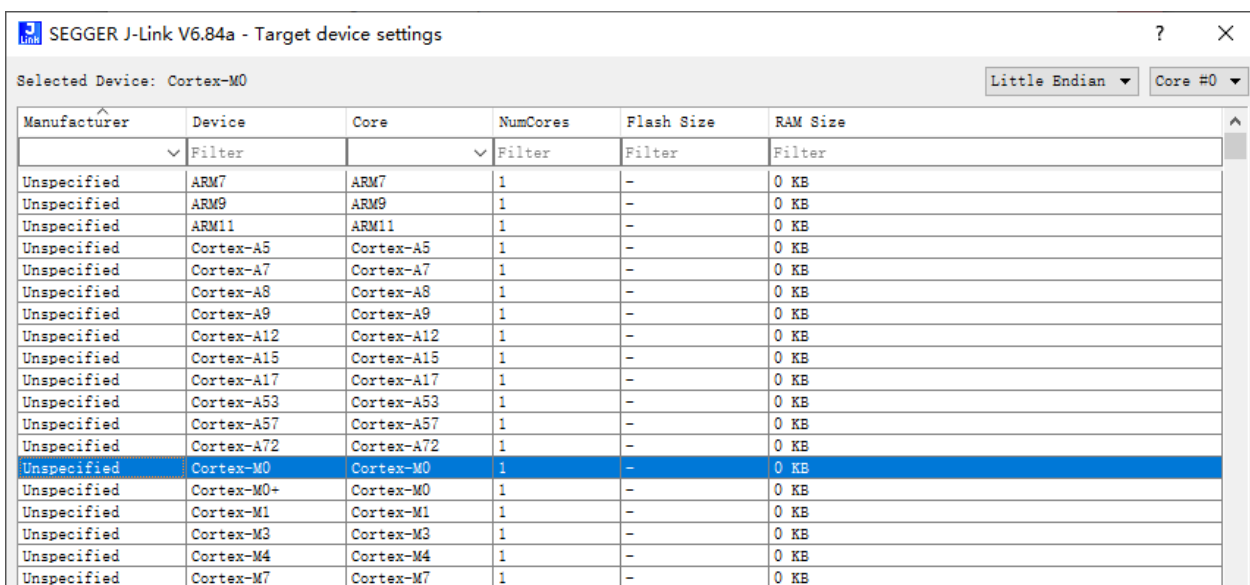 J Link SEGGER J-Link V6.84a - Target device settings ? ×
Selected Device: Cortex-M0 Little Endian Core #0
Manufacturer Device Core NumCores Flash Size RAM Size
Filter Filter Filter Filter
Unspecified ARM7 ARM7 1 - 0 KB
Unspecified ARM9 ARM9 1 - 0 KB
Unspecified ARM11 ARM11 1 - 0 KB
Unspecified Cortex-A5 Cortex-A5 1 - 0 KB
Unspecified Cortex-A7 Cortex-A7 1 - 0 KB
Unspecified Cortex-A8 Cortex-A8 1 - 0 KB
Unspecified Cortex-A9 Cortex-A9 1 - 0 KB
Unspecified Cortex-A12 Cortex-A12 1 - 0 KB
Unspecified Cortex-A15 Cortex-A15 1 - 0 KB
Unspecified Cortex-A17 Cortex-A17 1 - 0 KB
Unspecified Cortex-A53 Cortex-A53 1 - 0 KB
Unspecified Cortex-A57 Cortex-A57 1 - 0 KB
Unspecified Cortex-A72 Cortex-A72 1 - 0 KB
Unspecified Cortex-M0 Cortex-M0 1 - 0 KB
Unspecified Cortex-M0+ Cortex-M0 1 - 0 KB
Unspecified Cortex-M1 Cortex-M1 1 - 0 KB
Unspecified Cortex-M3 Cortex-M3 1 - 0 KB
Unspecified Cortex-M4 Cortex-M4 1 - 0 KB
Unspecified Cortex-M7 Cortex-M7 1 - 0 KB